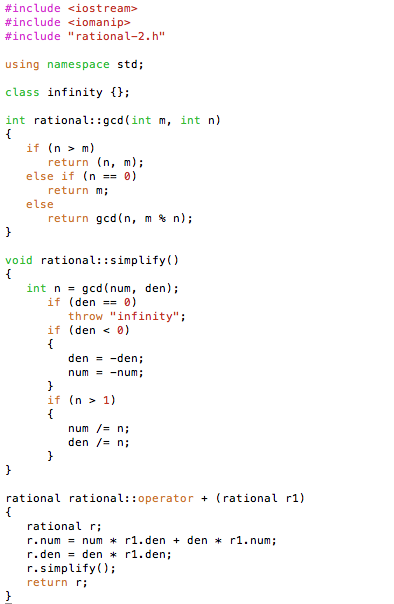 #include <iostream>
#include <iomanip>
#include "rational-2.h"
using namespace std;
class infinity {};
int rational::gcd(int m, int n)
{
   if (n > m)
      return (n, m);
   else if (n == 0)
      return m;
   else
      return gcd(n, m % n);
}
void rational::simplify()
{
   int n = gcd(num, den);
      if (den == 0)
         throw "infinity";
      if (den < 0)
      {
         den = -den;
         num = -num;
      }
      if (n > 1)
      {
         num /= n;
         den /= n;
      }
}
rational rational::operator + (rational r1)
{
   rational r;
   r.num = num * r1.den + den * r1.num;
   r.den = den * r1.den;
   r.simplify();
   return r;
}